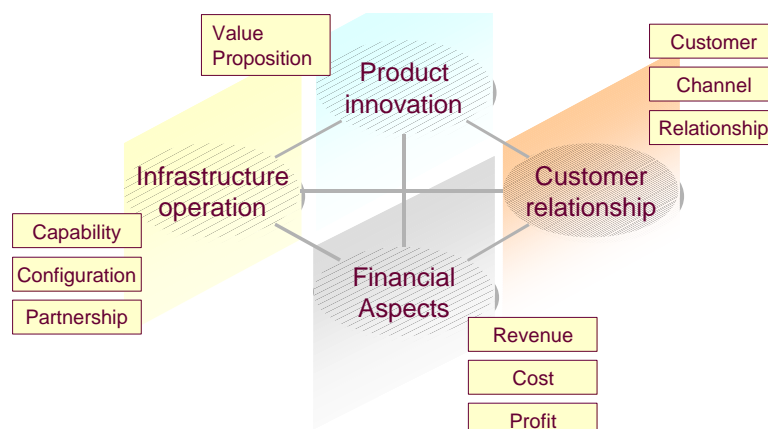 Value
Proposition
Product
innovation
Customer
Channel
Relationship
Infrastructure
operation
Customer
relationship
Capability
Configuration
Partnership
Financial
Aspects
Revenue
Cost
Profit